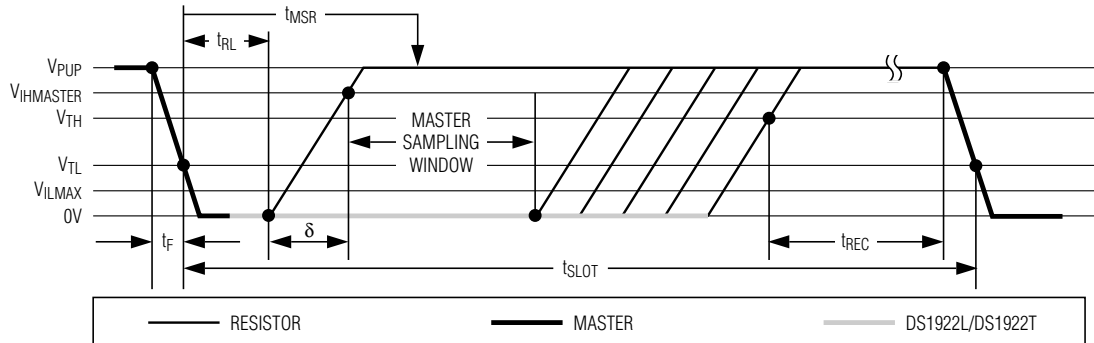 tMSR
tRL
VPUP
VIHMASTER
VTH
VTL
VILMAX
0V
MASTER
SAMPLING
WINDOW
tF
δ
tREC
tSLOT
RESISTOR MASTER DS1922L/DS1922T